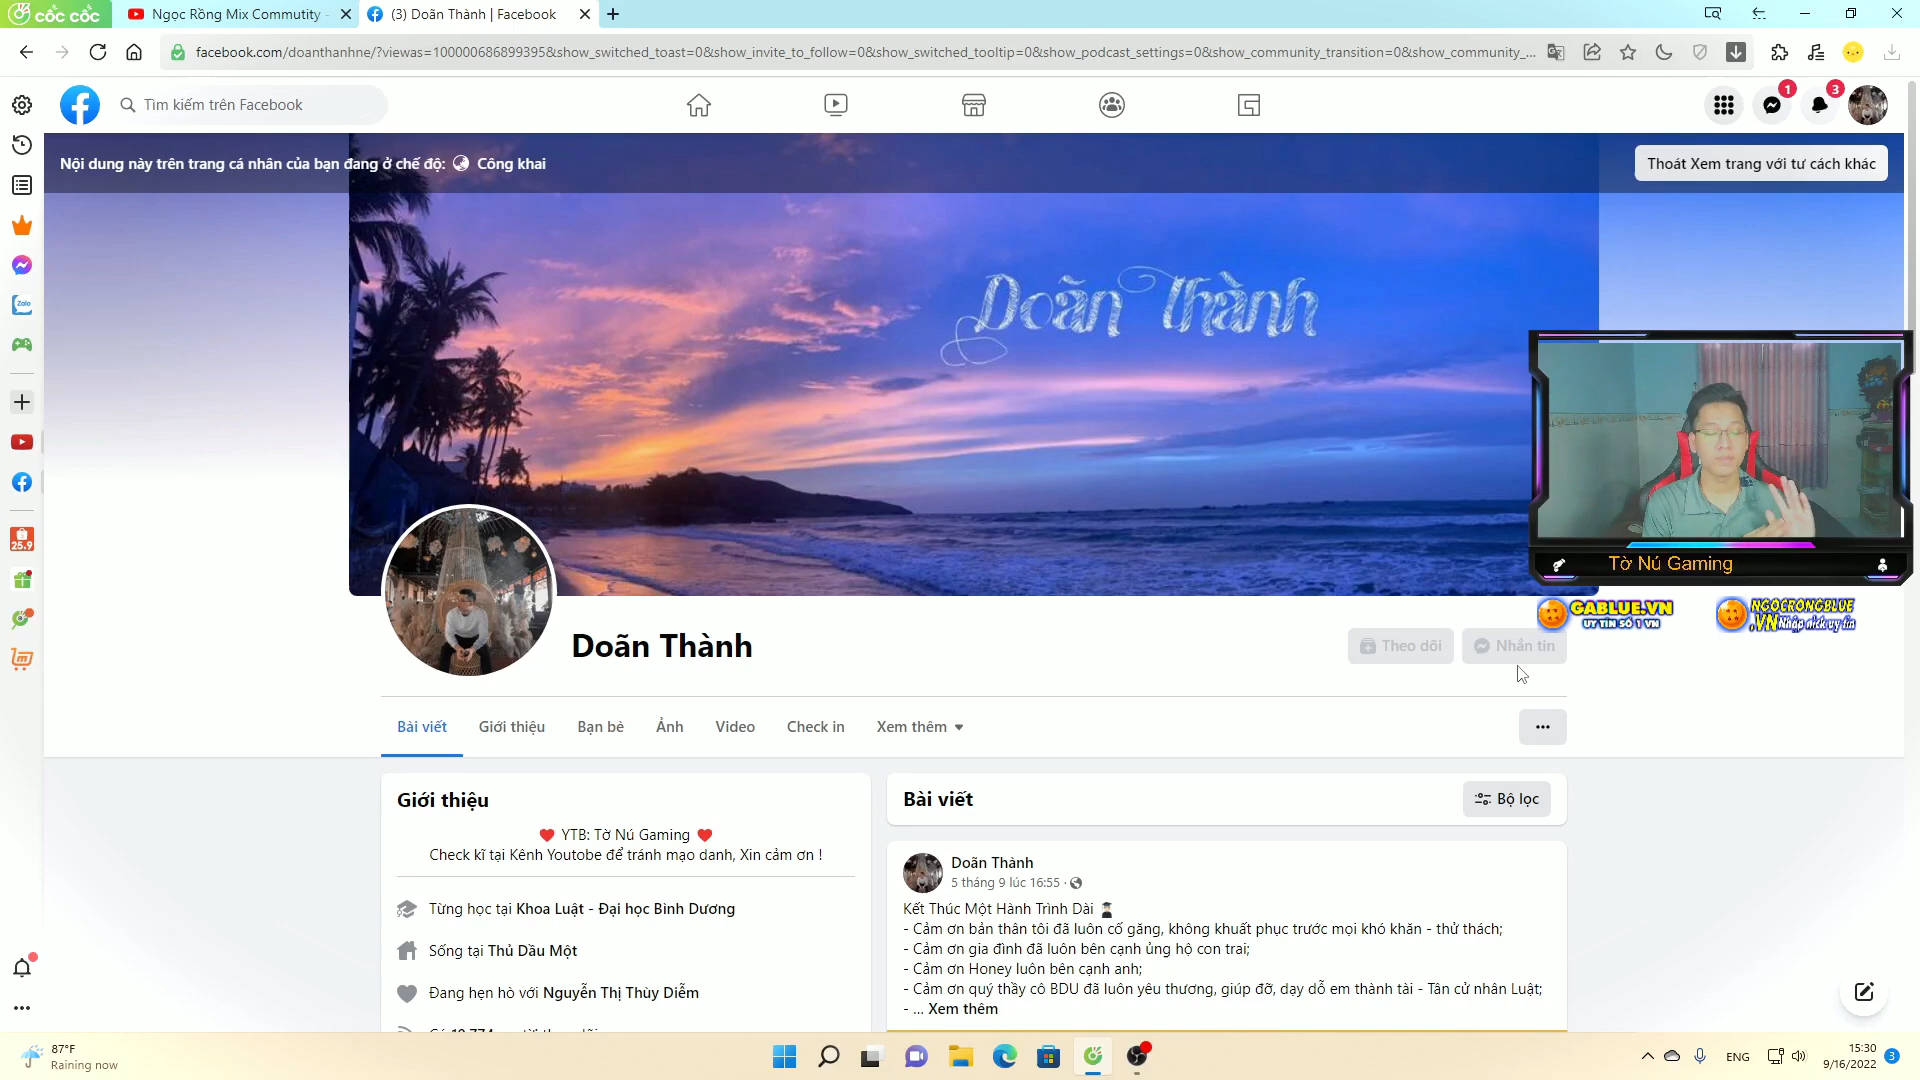 cốc cốc
Ngọc Rồng Mix Commutity -
(3) Doãn Thành | Facebook
facebook.com/doanthanhne/?viewas=100000686899395&show_switched_toast=0&show_invite_to_follow=0&show_switched_tooltip=0&show_podcast_settings=0&show_community_transition=0&show_community_...
Tìm kiếm trên Facebook
1
3
Nội dung này trên trang cá nhân của bạn đang ở chế độ: Công khai
Thoát Xem trang với tư cách khác
Zalo
Doãn Thành
Tờ Nú Gaming
GABLUE.VN
UY TÍN SỐ 1 VN
NGOCRONGBLUE
.VN Nhập nick uy tín
25.9
Doãn Thành
Theo dõi
Nhắn tin
Bài viết
Giới thiệu
Bạn bè
Ảnh
Video
Check in
Xem thêm
Giới thiệu
YTB: Tờ Nú Gaming
Check kĩ tại Kênh Youtobe để tránh mạo danh, Xin cảm ơn !
Từng học tại Khoa Luật - Đại học Bình Dương
Sống tại Thủ Dầu Một
Đang hẹn hò với Nguyễn Thị Thùy Diễm
Bài viết
Bộ lọc
Doãn Thành
5 tháng 9 lúc 16:55 ·
Kết Thúc Một Hành Trình Dài
- Cảm ơn bản thân tôi đã luôn cố gắng, không khuất phục trước mọi khó khăn - thử thách;
- Cảm ơn gia đình đã luôn bên cạnh ủng hộ con trai;
- Cảm ơn Honey luôn bên cạnh anh;
- Cảm ơn quý thầy cô BDU đã luôn yêu thương, giúp đỡ, dạy dỗ em thành tài - Tân cử nhân Luật;
- ... Xem thêm
87°F
Raining now
ENG
15:30
9/16/2022
3